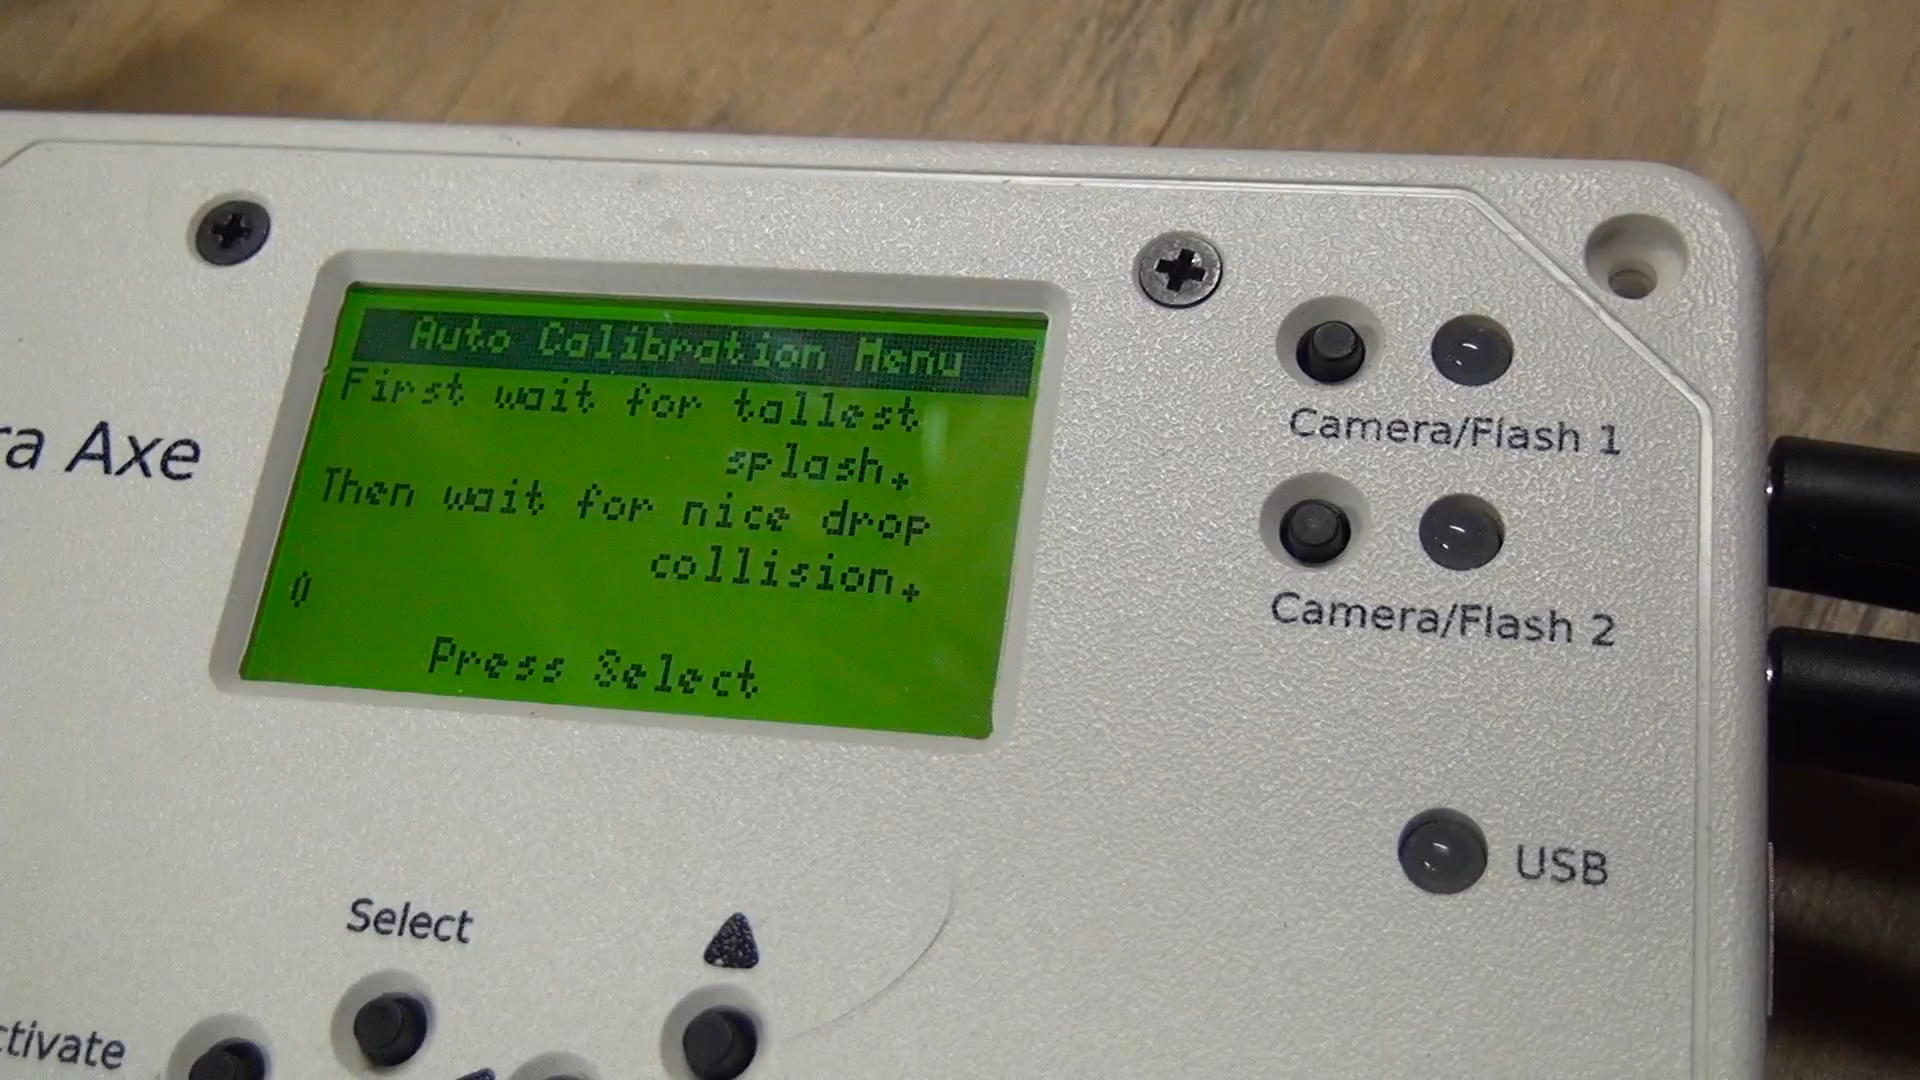 Auto Calibration Menu
First wait for tallest
splash.
Then wait for nice drop
collision.
0
Press Select
ra Axe
Camera/Flash 1
Camera/Flash 2
USB
Select
ctivate